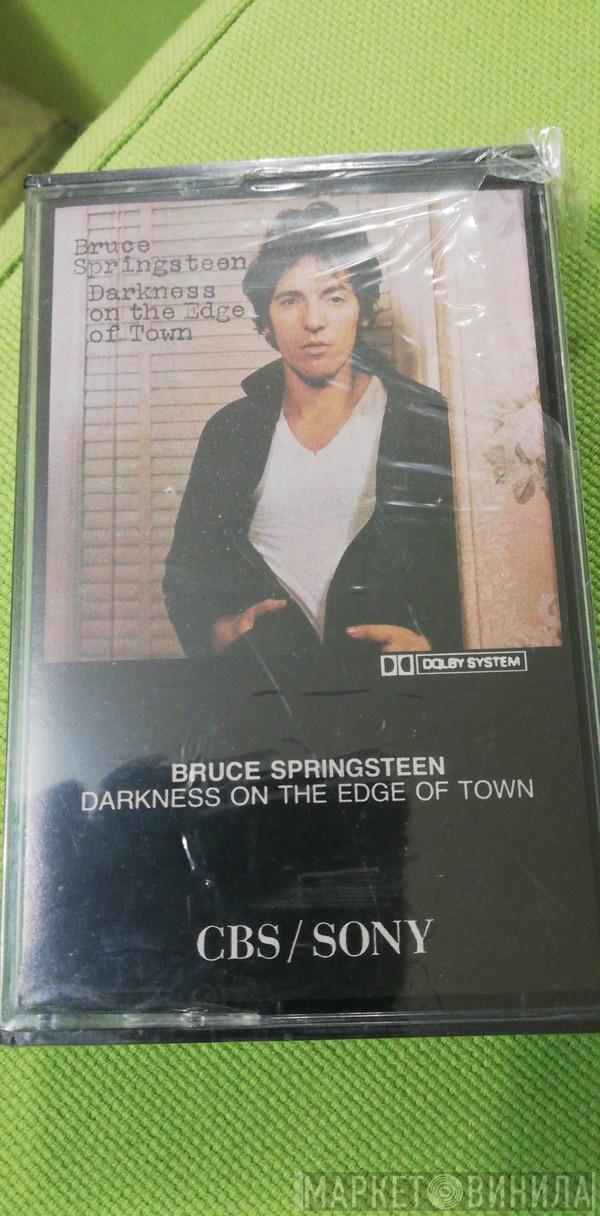 Bruce
Springsteen
Darkness
on the Edge
of Town
DOLBY SYSTEM
BRUCE SPRINGSTEEN
DARKNESS ON THE EDGE OF TOWN
CBS / SONY
МАРКЕТ ВИНИЛА